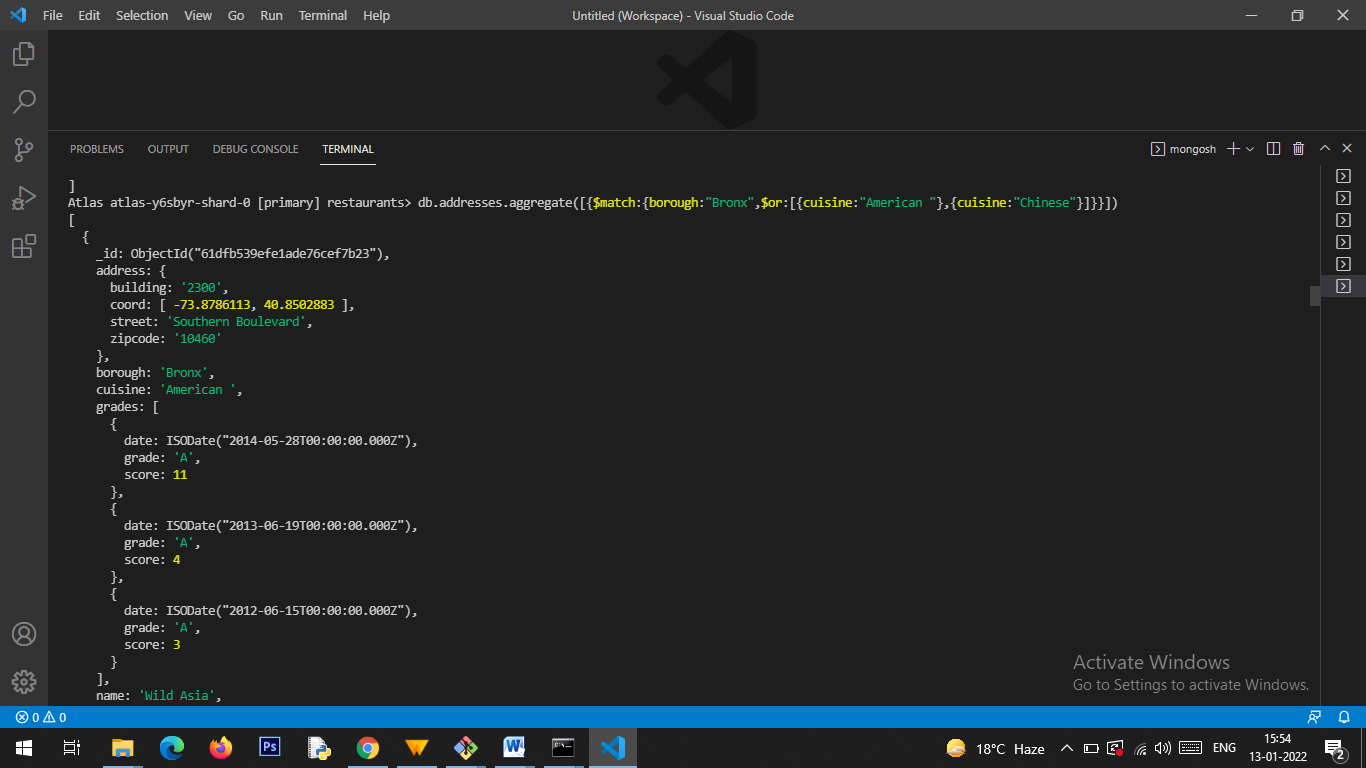 File Edit Selection View Go Run Terminal Help
Untitled (Workspace) - Visual Studio Code
PROBLEMS OUTPUT DEBUG CONSOLE TERMINAL
mongosh
]
Atlas atlas-y6sbyr-shard-0 [primary] restaurants> db.addresses.aggregate([{$match:{borough:"Bronx",$or:[{cuisine:"American "},{cuisine:"Chinese"}]}}])
[
  {
    _id: ObjectId("61dfb539efe1ade76cef7b23"),
    address: {
      building: '2300',
      coord: [ -73.8786113, 40.8502883 ],
      street: 'Southern Boulevard',
      zipcode: '10460'
    },
    borough: 'Bronx',
    cuisine: 'American ',
    grades: [
      {
        date: ISODate("2014-05-28T00:00:00.000Z"),
        grade: 'A',
        score: 11
      },
      {
        date: ISODate("2013-06-19T00:00:00.000Z"),
        grade: 'A',
        score: 4
      },
      {
        date: ISODate("2012-06-15T00:00:00.000Z"),
        grade: 'A',
        score: 3
      }
    ],
    name: 'Wild Asia',
Activate Windows
Go to Settings to activate Windows.
0 0
Ps
W
18°C Haze
ENG
15:54
13-01-2022
2